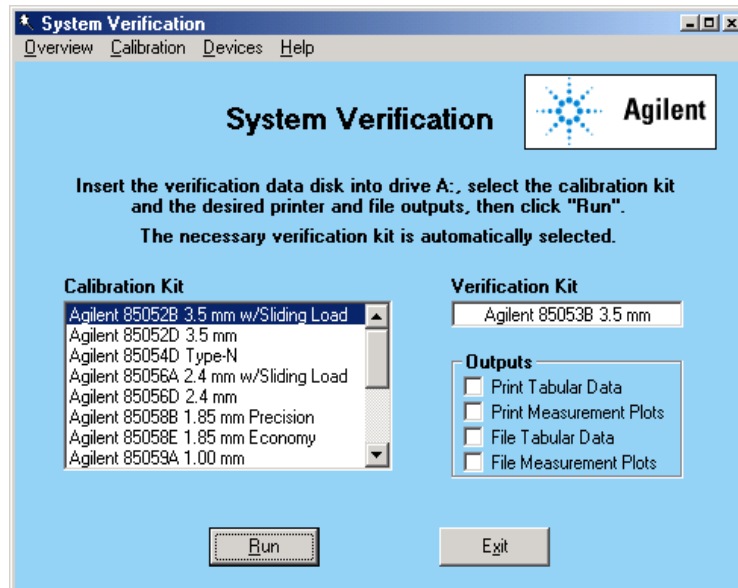 System Verification
Overview Calibration Devices Help
System Verification
Agilent
Insert the verification data disk into drive A:, select the calibration kit
and the desired printer and file outputs, then click "Run".
The necessary verification kit is automatically selected.
Calibration Kit
Agilent 85052B 3.5 mm w/Sliding Load
Agilent 85052D 3.5 mm
Agilent 85054D Type-N
Agilent 85056A 2.4 mm w/Sliding Load
Agilent 85056D 2.4 mm
Agilent 85058B 1.85 mm Precision
Agilent 85058E 1.85 mm Economy
Agilent 85059A 1.00 mm
Verification Kit
Agilent 85053B 3.5 mm
Outputs
Print Tabular Data
Print Measurement Plots
File Tabular Data
File Measurement Plots
Run
Exit